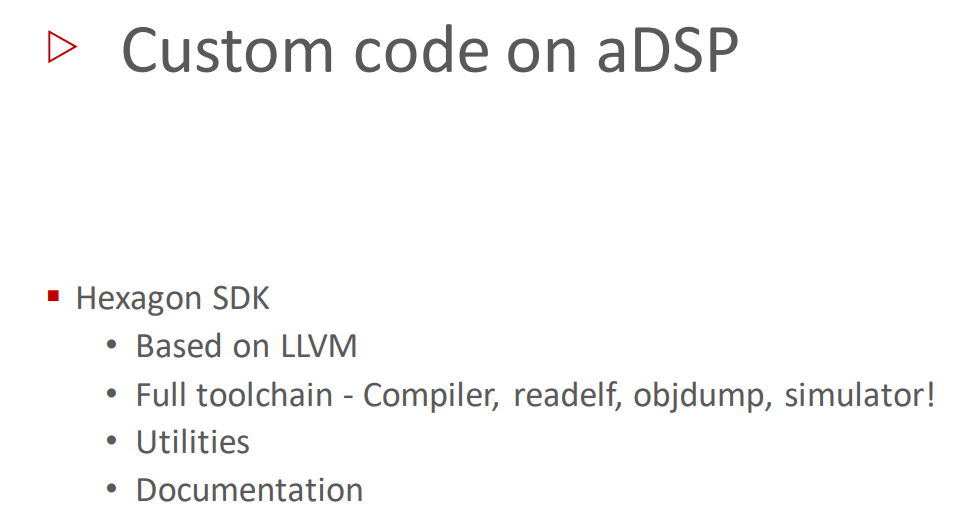 Custom code on aDSP
Hexagon SDK
Based on LLVM
Full toolchain - Compiler, readelf, objdump, simulator!
Utilities
Documentation